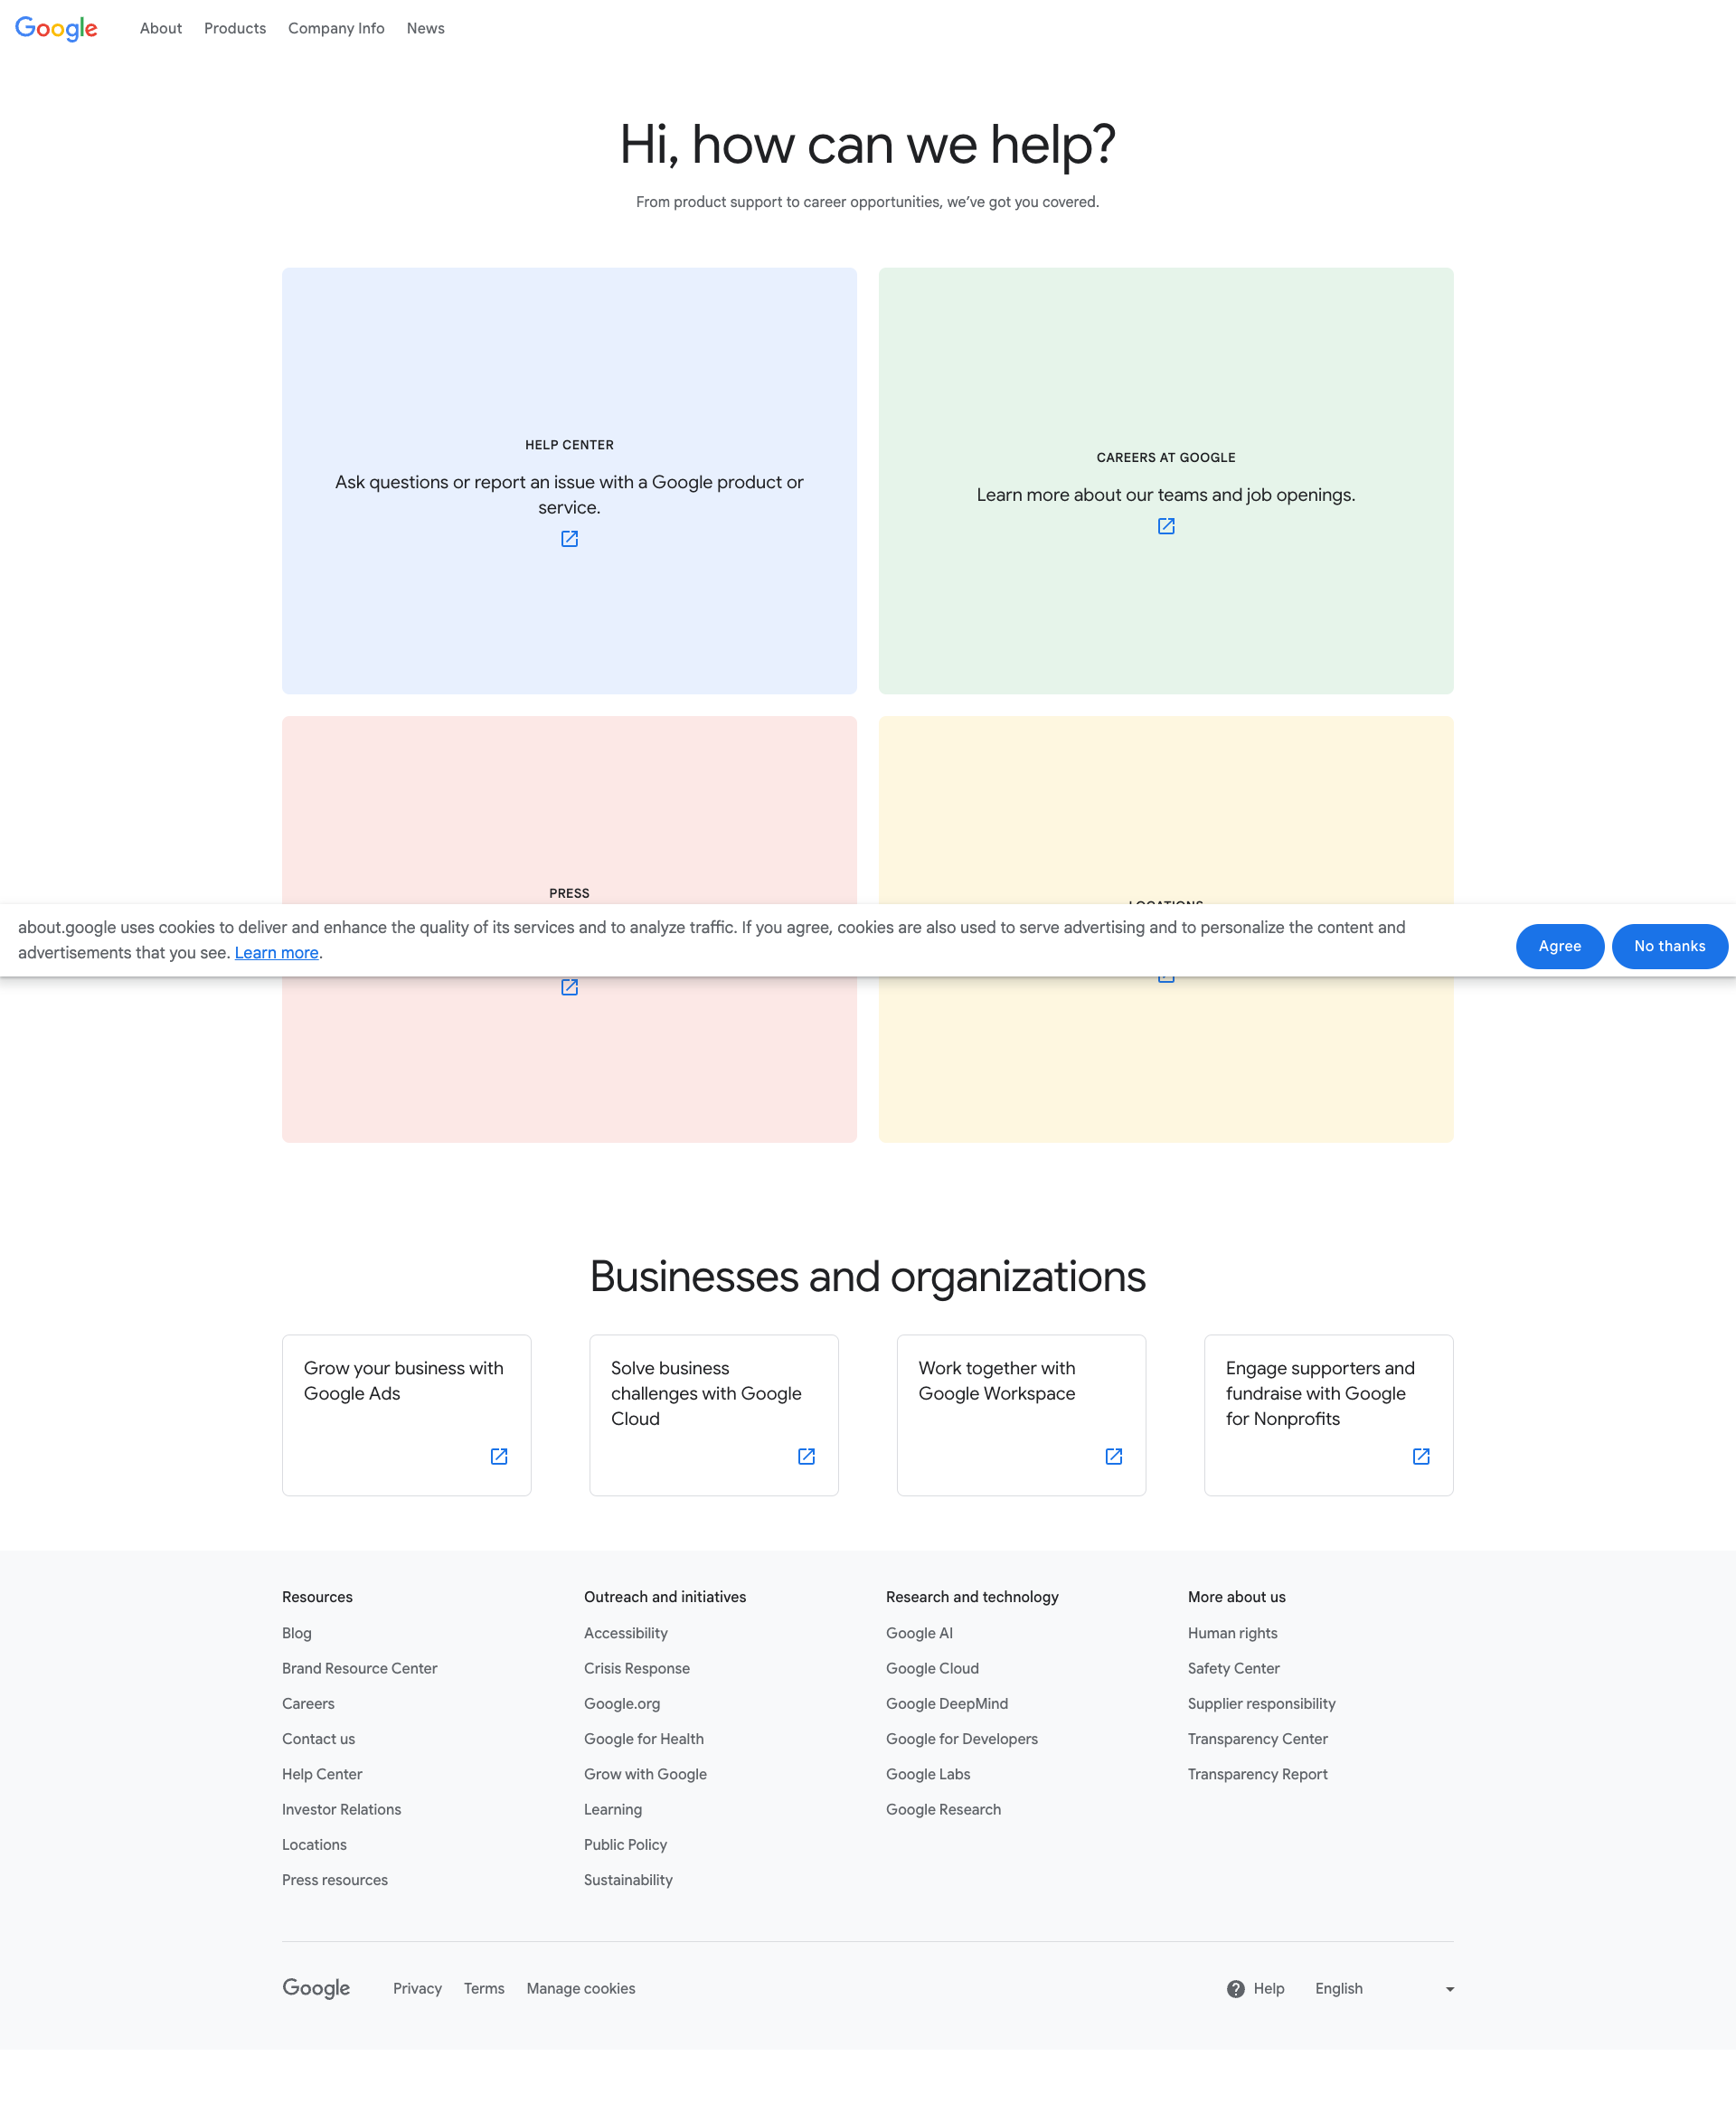 Google About Products Company Info News
Hi, how can we help?
From product support to career opportunities, we’ve got you covered.
HELP CENTER
Ask questions or report an issue with a Google product or
service.
CAREERS AT GOOGLE
Learn more about our teams and job openings.
PRESS
about.google uses cookies to deliver and enhance the quality of its services and to analyze traffic. If you agree, cookies are also used to serve advertising and to personalize the content and
advertisements that you see. Learn more.
Agree No thanks
Businesses and organizations
Grow your business with
Google Ads
Solve business
challenges with Google
Cloud
Work together with
Google Workspace
Engage supporters and
fundraise with Google
for Nonprofits
Resources
Blog
Brand Resource Center
Careers
Contact us
Help Center
Investor Relations
Locations
Press resources
Outreach and initiatives
Accessibility
Crisis Response
Google.org
Google for Health
Grow with Google
Learning
Public Policy
Sustainability
Research and technology
Google AI
Google Cloud
Google DeepMind
Google for Developers
Google Labs
Google Research
More about us
Human rights
Safety Center
Supplier responsibility
Transparency Center
Transparency Report
Google Privacy Terms Manage cookies Help English